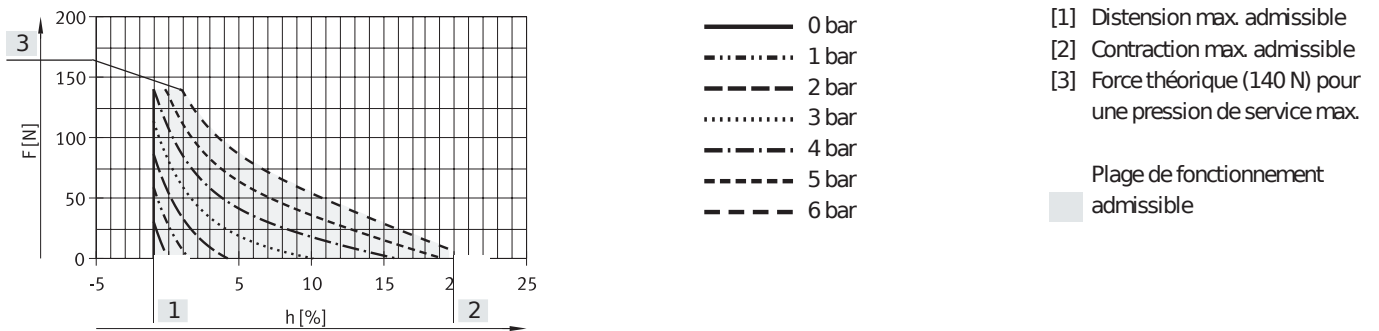 200
150
100
50
0
F [N]
3
-5
5
10
15
2
25
1
h [%]
2
0 bar
1 bar
2 bar
3 bar
4 bar
5 bar
6 bar
[1] Distension max. admissible
[2] Contraction max. admissible
[3] Force théorique (140 N) pour
une pression de service max.
Plage de fonctionnement
admissible